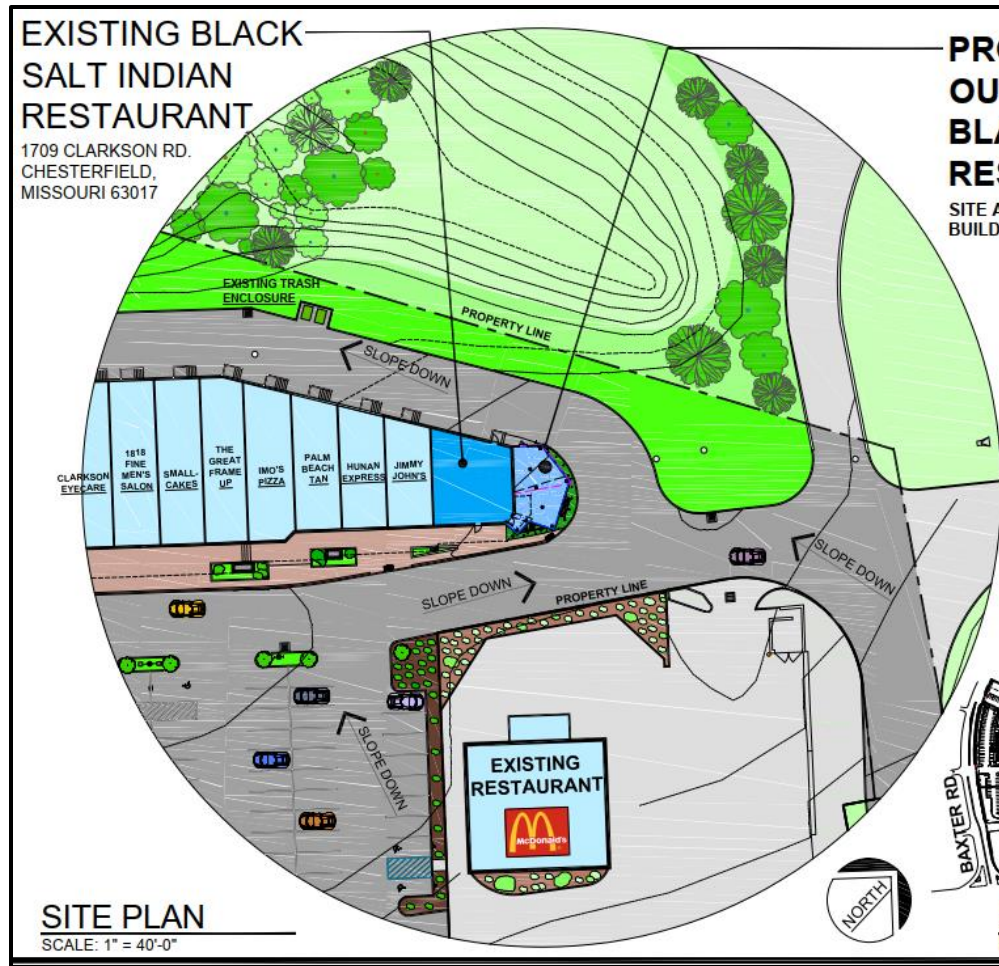 EXISTING BLACK
SALT INDIAN
RESTAURANT
1709 CLARKSON RD.
CHESTERFIELD,
MISSOURI 63017
PRO
OU
BLA
RES
SITE A
BUILD
EXISTING TRASH
ENCLOSURE
PROPERTY LINE
SLOPE DOWN
CLARKSON
EYECARE
1818
FINE
MEN'S
SALON
SMALL-
CAKES
THE
GREAT
FRAME
UP
IMO'S
PIZZA
PALM
BEACH
TAN
HUNAN
EXPRESS
JIMMY
JOHN'S
SLOPE DOWN
PROPERTY LINE
SLOPE DOWN
SLOPE DOWN
EXISTING
RESTAURANT
McDonald's
BAXTER RD.
NORTH
SITE PLAN
SCALE: 1" = 40'-0"